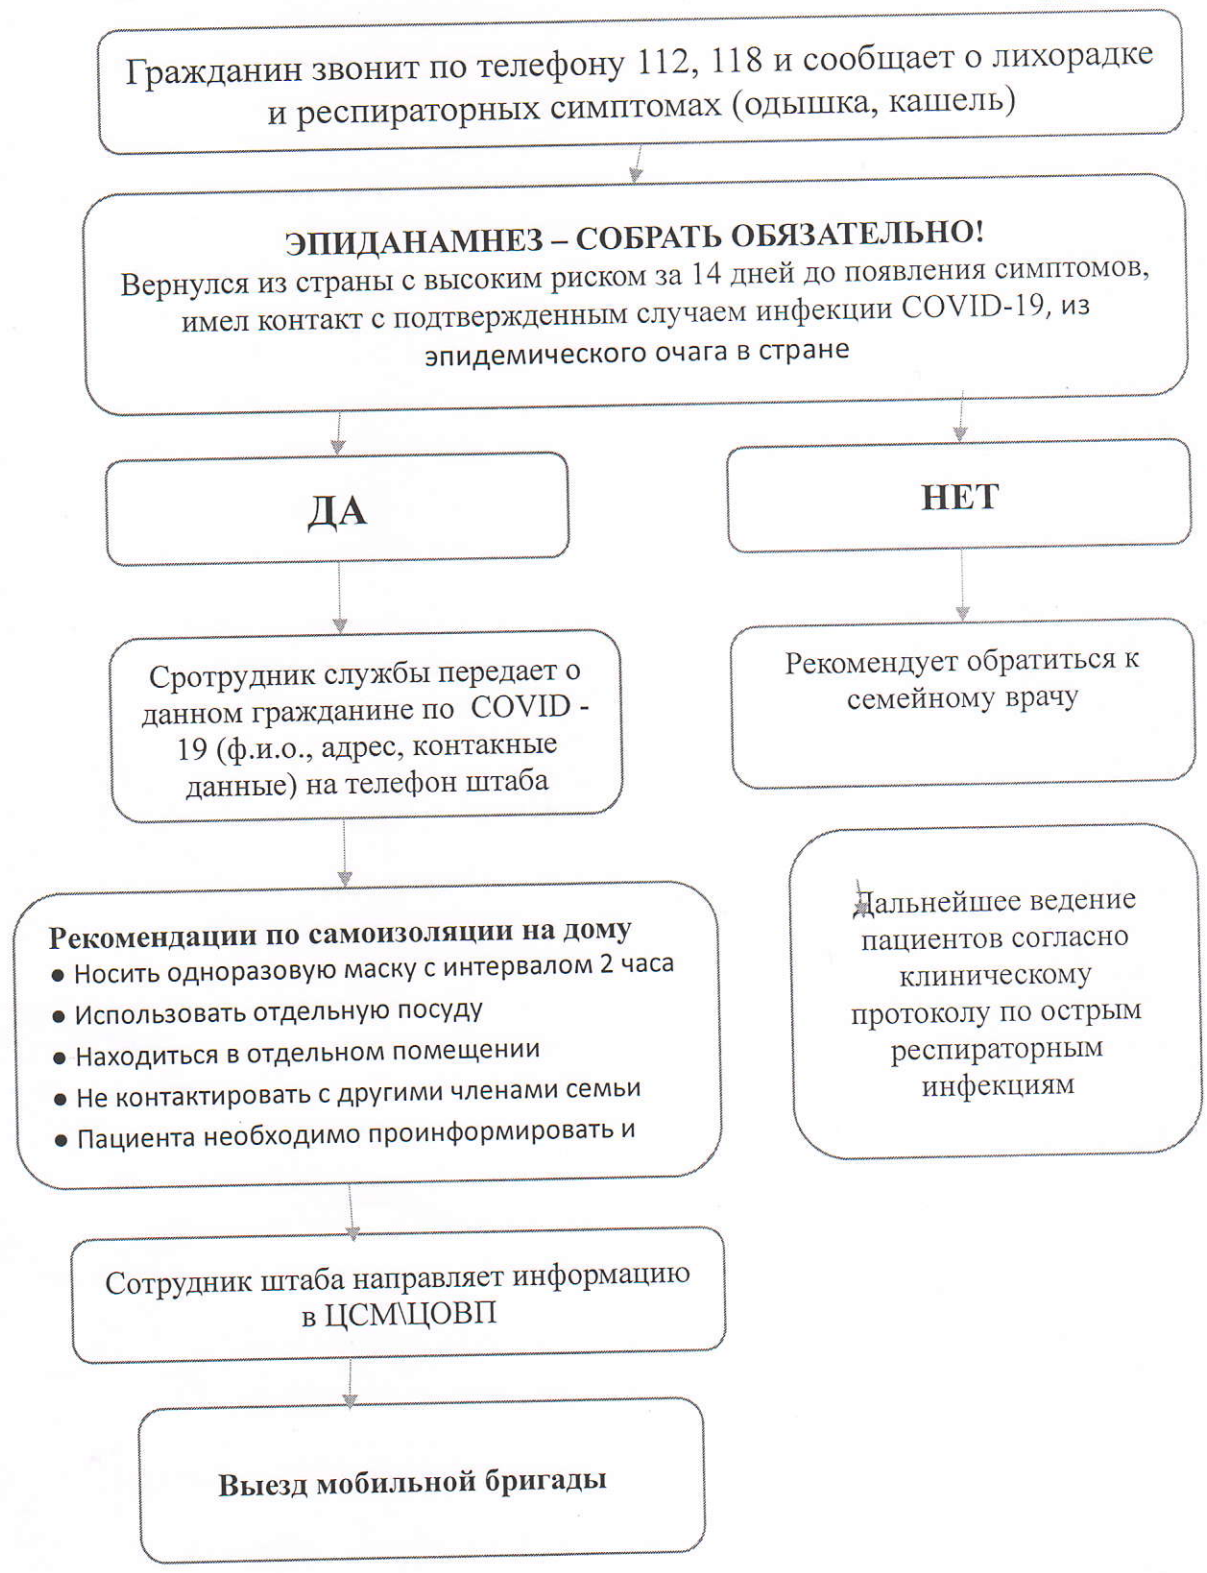 Гражданин звонит по телефону 112, 118 и сообщает о лихорадке
и респираторных симптомах (одышка, кашель)
ЭПИДАНАМНЕЗ – СОБРАТЬ ОБЯЗАТЕЛЬНО!
Вернулся из страны с высоким риском за 14 дней до появления симптомов,
имел контакт с подтвержденным случаем инфекции COVID-19, из
эпидемического очага в стране
ДА
НЕТ
Сротрудник службы передает о
данном гражданине по COVID -
19 (ф.и.о., адрес, контакные
данные) на телефон штаба
Рекомендует обратиться к
семейному врачу
Рекомендации по самоизоляции на дому
● Носить одноразовую маску с интервалом 2 часа
● Использовать отдельную посуду
● Находиться в отдельном помещении
● Не контактировать с другими членами семьи
● Пациента необходимо проинформировать и
Дальнейшее ведение
пациентов согласно
клиническому
протоколу по острым
респираторным
инфекциям
Сотрудник штаба направляет информацию
в ЦСМ\ЦОВП
Выезд мобильной бригады